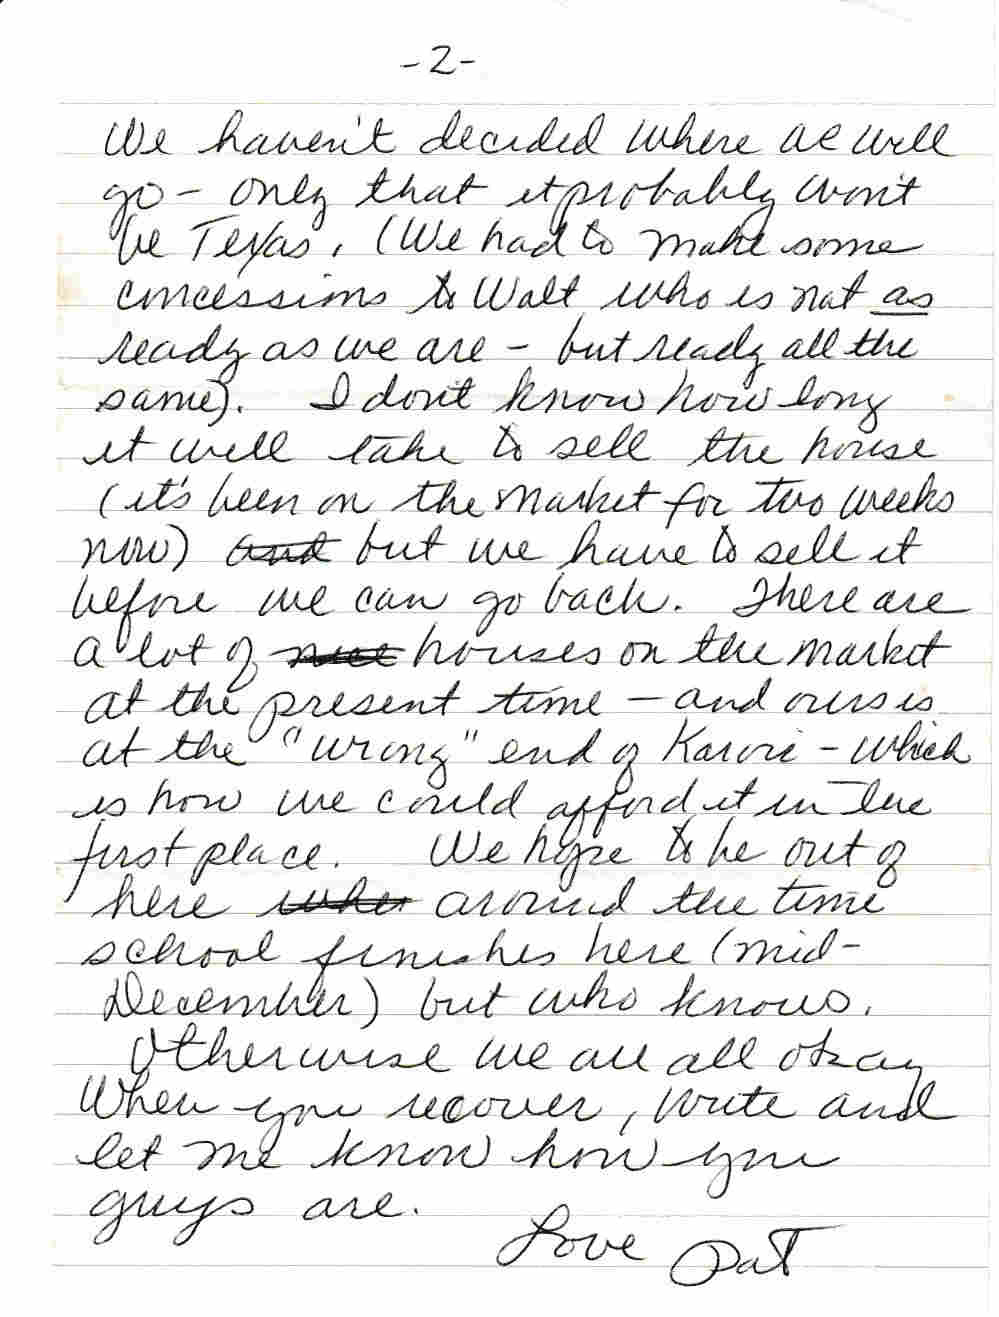 -2-
We haven't decided where we will
go - only that it probably won't
be Texas. (We had to make some
concessions to Walt who is not as
ready as we are - but ready all the
same). I don't know how long
it will take to sell the house
(it's been on the market for two weeks
now) and but we have to sell it
before we can go back. There are
a lot of nice houses on the market
at the present time - and ours is
at the "wrong" end of Karori - which
is how we could afford it in the
first place. We hope to be out of
here when around the time
school finishes here (mid-
December) but who knows.
Otherwise we are all okay
When you recover, write and
let me know how you
guys are.
Love Pat